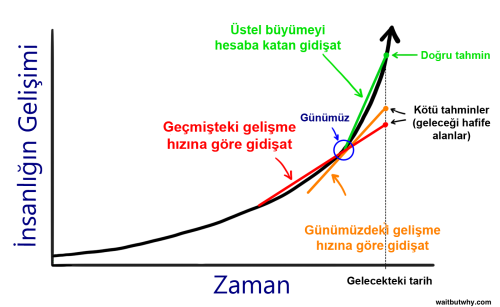 Üstel büyümeyi
hesaba katan gidişat
Doğru tahmin
İnsanlığın Gelişimi
Günümüz
Kötü tahminler
(geleceği hafife
alanlar)
Geçmişteki gelişme
hızına göre gidişat
Günümüzdeki gelişme
hızına göre gidişat
Zaman
Gelecekteki tarih
waitbutwhy.com